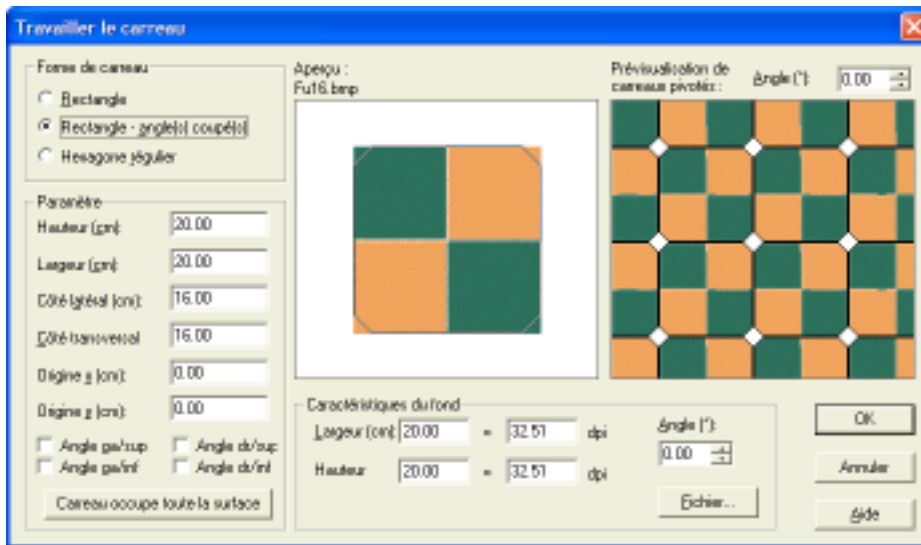 Travailler le carreau
Forme de carreau
Rectangle
Rectangle - angle(s) coupé(s)
Hexagone régulier
Paramètre
Hauteur (cm): 20.00
Largeur (cm): 20.00
Côté latéral (cm): 16.00
Côté transversal 16.00
Origine x (cm): 0.00
Origine z (cm): 0.00
Angle ga/sup Angle dr/sup
Angle ga/inf Angle dr/inf
Carreau occupe toute la surface
Aperçu :
Fu16.bmp
Prévisualisation de
carreaux pivotés :
Angle (°): 0.00
Caractéristiques du fond
Largeur (cm): 20.00 = 32.51 dpi
Hauteur 20.00 = 32.51 dpi
Angle (°):
0.00
Fichier...
OK
Annuler
Aide